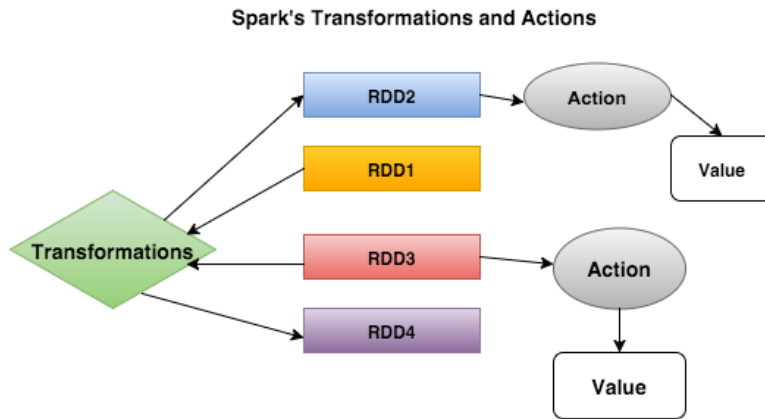 Spark's Transformations and Actions
RDD2
Action
RDD1
Value
Transformations
RDD3
Action
RDD4
Value